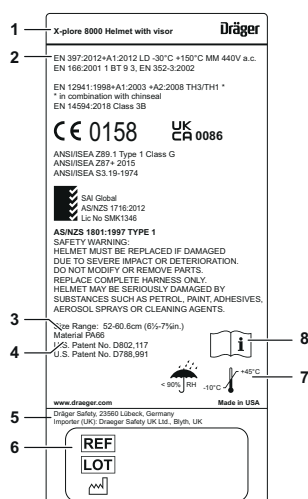 1 X-plore 8000 Helmet with visor Dräger
2 EN 397:2012+A1:2012 LD -30°C +150°C MM 440V a.c.
EN 166:2001 1 BT 9 3, EN 352-3:2002
EN 12941:1998+A1:2003 +A2:2008 TH3/TH1 *
* in combination with chinseal
EN 14594:2018 Class 3B
CE 0158 UK CA 0086
ANSI/ISEA Z89.1 Type 1 Class G
ANSI/ISEA Z87+ 2015
ANSI/ISEA S3.19-1974
SAI Global
AS/NZS 1716:2012
Lic No SMK1346
AS/NZS 1801:1997 TYPE 1
SAFETY WARNING:
HELMET MUST BE REPLACED IF DAMAGED
DUE TO SEVERE IMPACT OR DETERIORATION.
DO NOT MODIFY OR REMOVE PARTS.
REPLACE COMPLETE HARNESS ONLY.
HELMET MAY BE SERIOUSLY DAMAGED BY
SUBSTANCES SUCH AS PETROL, PAINT, ADHESIVES,
AEROSOL SPRAYS OR CLEANING AGENTS.
3 Size Range: 52-60.6cm (6½-7⅝in.)
Material PA66
4 U.S. Patent No. D802,117
U.S. Patent No. D788,991
i 8
< 90% RH -10°C +45°C 7
www.draeger.com Made in USA
5 Dräger Safety, 23560 Lübeck, Germany
Importer (UK): Draeger Safety UK Ltd., Blyth, UK
6 REF
LOT